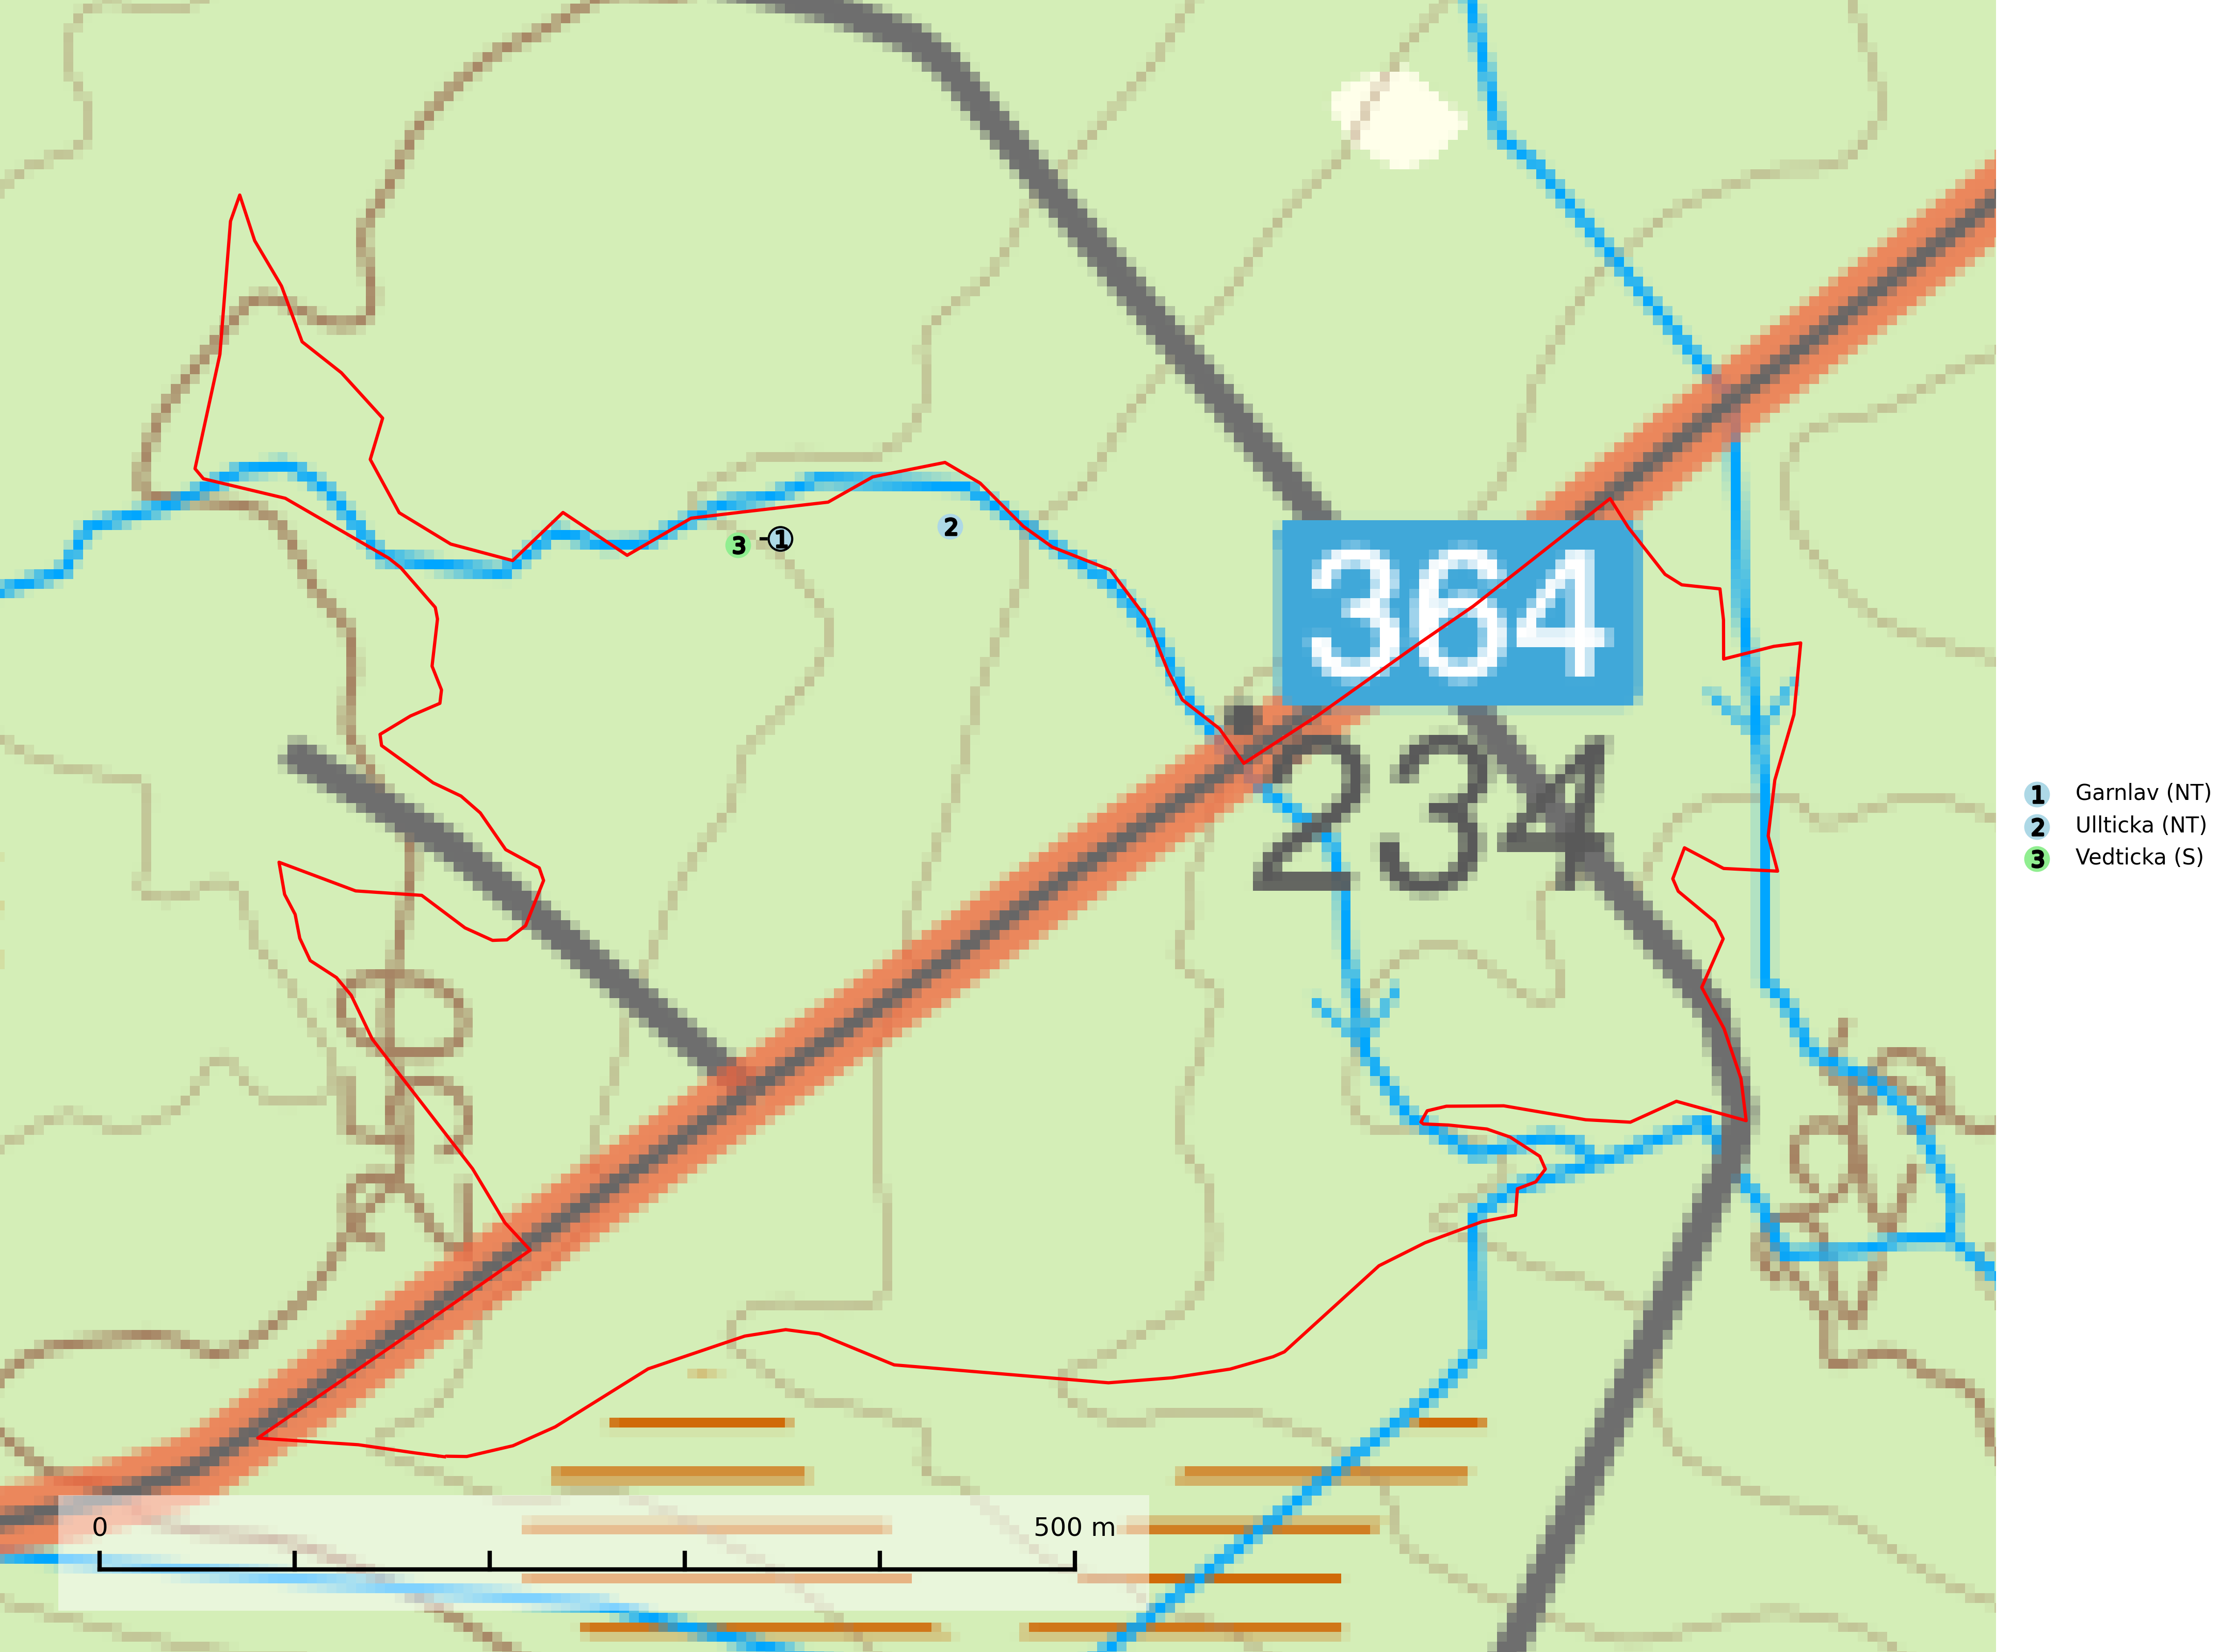 364
234
3
1
2
0 500 m
1 Garnlav (NT)
2 Ullticka (NT)
3 Vedticka (S)